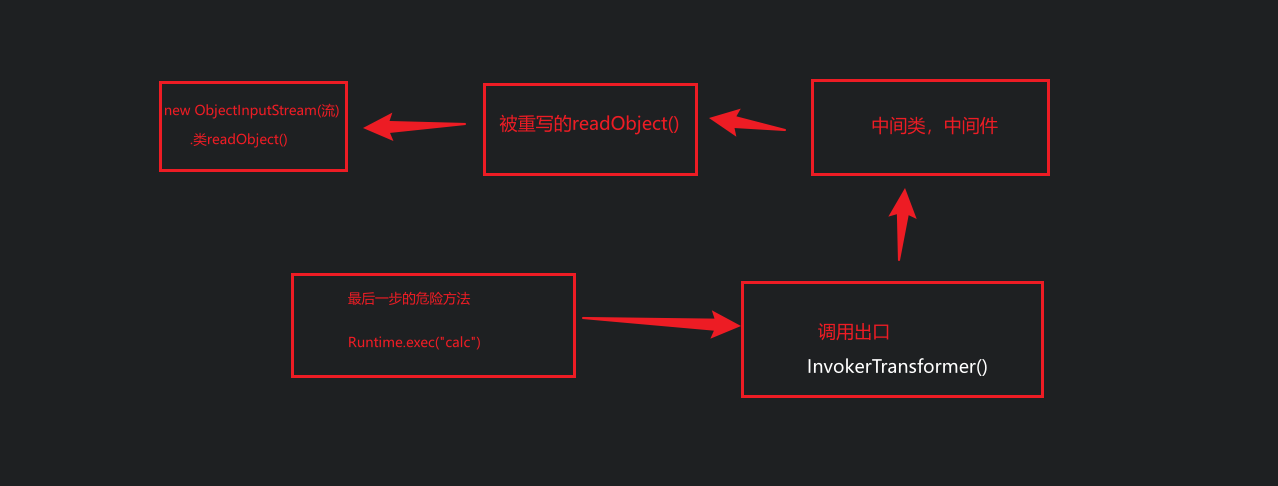 new ObjectInputStream(流)
.类readObject()
被重写的readObject()
中间类，中间件
最后一步的危险方法
Runtime.exec("calc")
调用出口
InvokerTransformer()